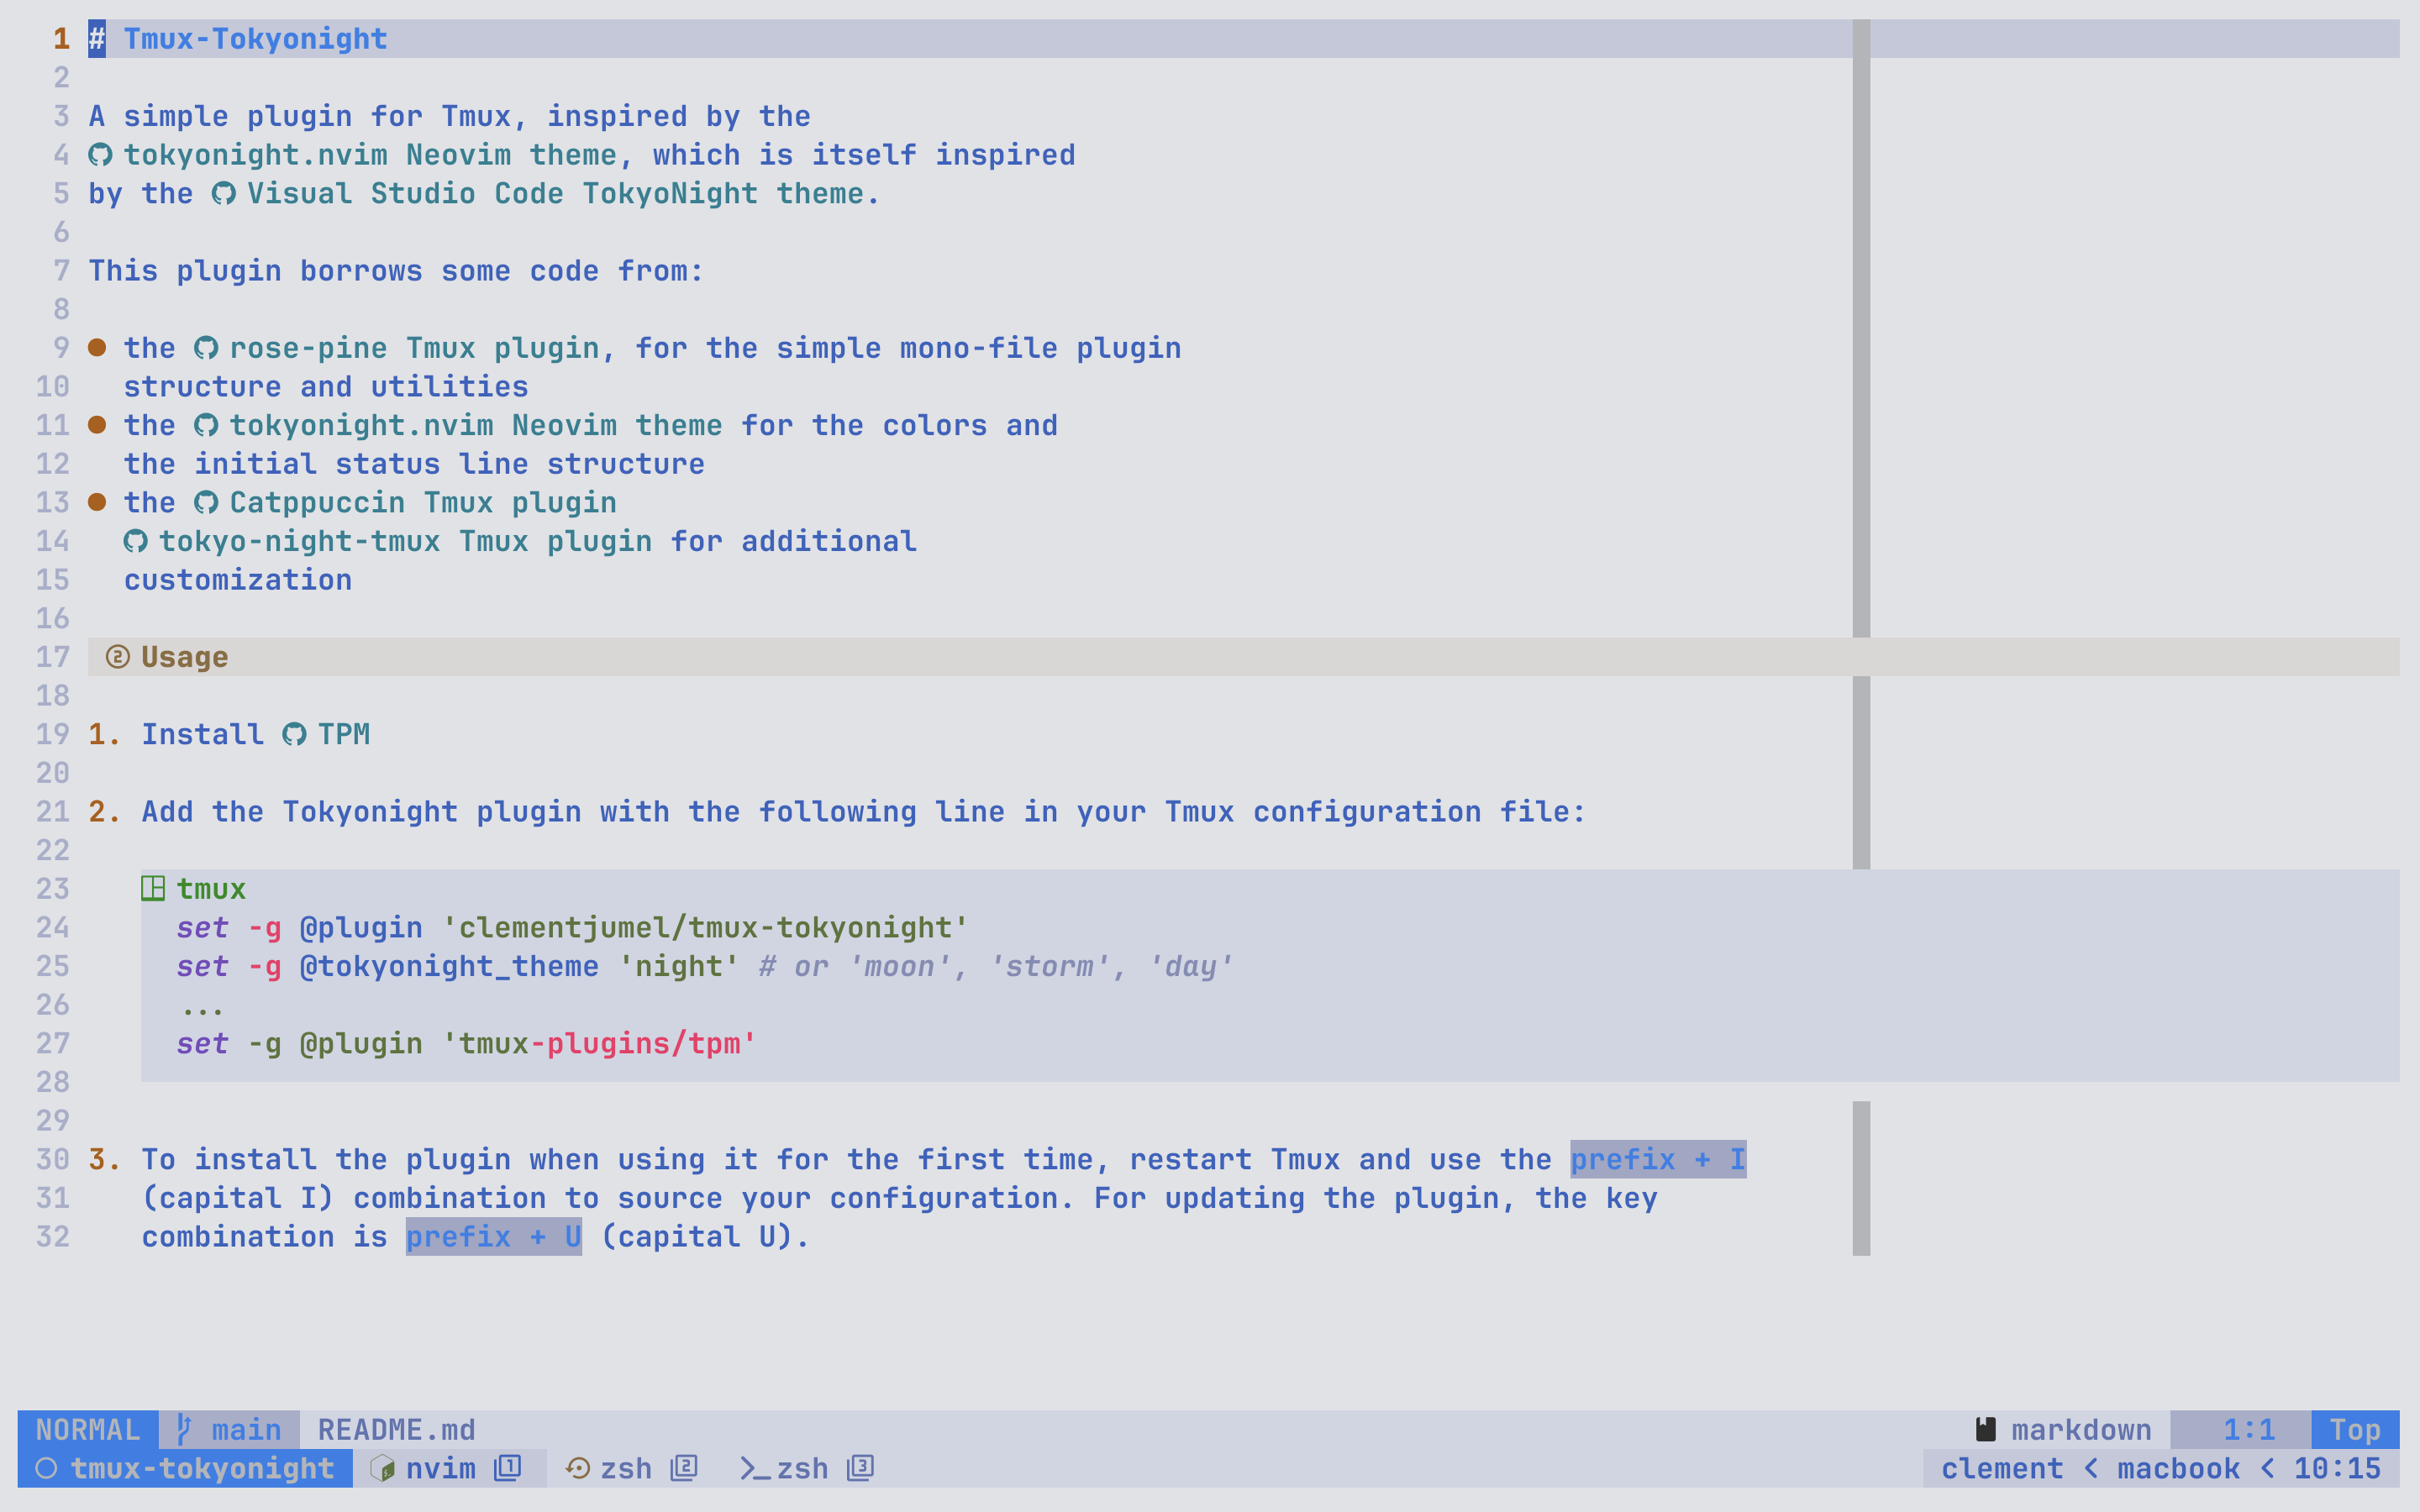 1 # Tmux-Tokyonight
2
3 A simple plugin for Tmux, inspired by the
4 tokyonight.nvim Neovim theme, which is itself inspired
5 by the Visual Studio Code TokyoNight theme.
6
7 This plugin borrows some code from:
8
9 ● the rose-pine Tmux plugin, for the simple mono-file plugin
10 structure and utilities
11 ● the tokyonight.nvim Neovim theme for the colors and
12 the initial status line structure
13 ● the Catppuccin Tmux plugin
14 tokyo-night-tmux Tmux plugin for additional
15 customization
16
17 ② Usage
18
19 1. Install TPM
20
21 2. Add the Tokyonight plugin with the following line in your Tmux configuration file:
22
23 tmux
24 set -g @plugin 'clementjumel/tmux-tokyonight'
25 set -g @tokyonight_theme 'night' # or 'moon', 'storm', 'day'
26 ...
27 set -g @plugin 'tmux-plugins/tpm'
28
29
30 3. To install the plugin when using it for the first time, restart Tmux and use the prefix + I
31 (capital I) combination to source your configuration. For updating the plugin, the key
32 combination is prefix + U (capital U).
NORMAL main README.md markdown 1:1 Top
tmux-tokyonight nvim 1 zsh 2 zsh 3 clement < macbook < 10:15